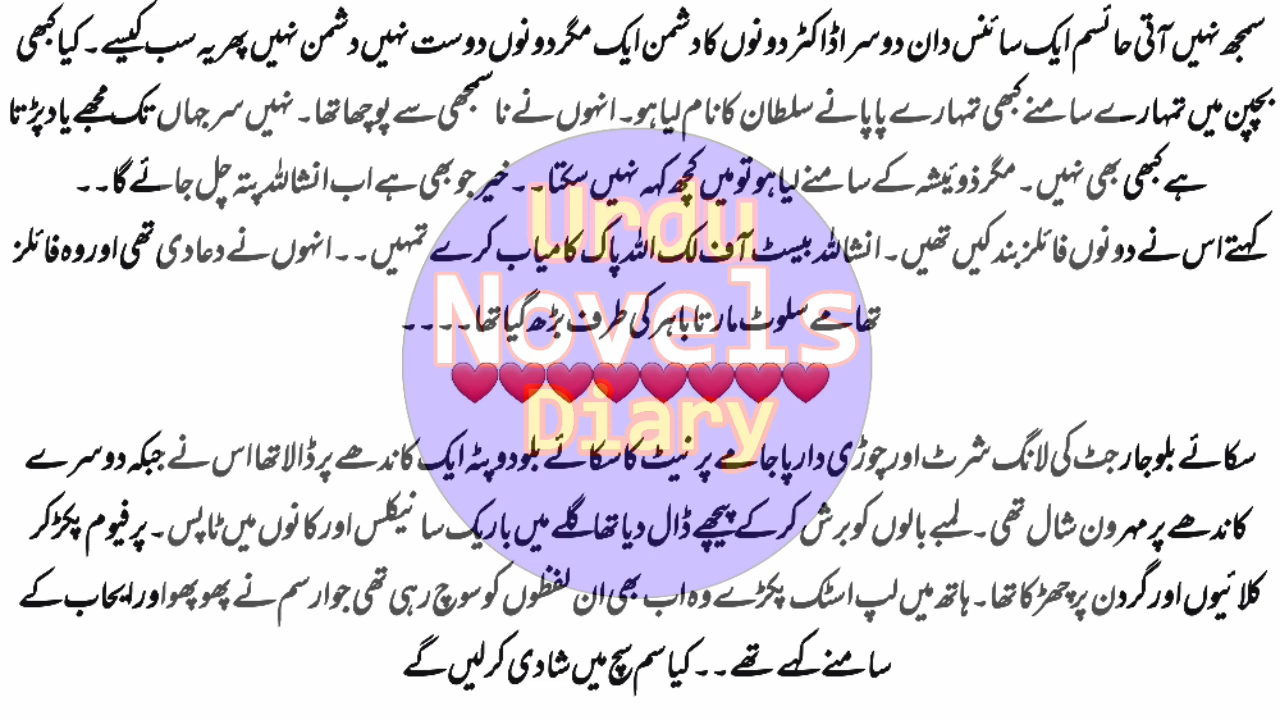 سمجھ نہیں آتی حائسم ایک سائنس دان دوسرا ڈاکٹر دونوں کا دشمن ایک مگر دونوں دوست نہیں دشمن نہیں پھر یہ سب کیسے۔ کیا کبھی
بچپن میں تمہارے سامنے کبھی تمہارے پاپا نے سلطان کا نام لیا ہو۔ انہوں نے نا سمجھی سے پوچھا تھا۔ نہیں سر جہاں تک مجھے یاد پڑتا
ہے کبھی بھی نہیں۔ مگر ذوئیشہ کے سامنے لیا ہو تو میں کچھ کہہ نہیں سکتا۔۔ خیر جو بھی ہے اب انشاللہ پتہ چل جائے گا۔۔
کہتے اس نے دونوں فائلز بند کیں تھیں۔ انشاللہ بیسٹ آف لک اللہ پاک کامیاب کرے تمہیں۔۔ انہوں نے دعا دی تھی اور وہ فائلز
تھامے سلوٹ مارتا باہر کی طرف بڑھ گیا تھا۔۔۔۔
Urdu
Novels
Diary
سکائے بلو جارجٹ کی لانگ شرٹ اور چوڑی دار پاجامے پر نیٹ کا سکائے بلو دوپٹہ ایک کاندھے پر ڈالا تھا اس نے جبکہ دوسرے
کاندھے پر مہرون شال تھی۔ لمبے بالوں کو برش کر کے پیچھے ڈال دیا تھا گلے میں باریک سا نیکلس اور کانوں میں ٹاپس۔ پرفیوم پکڑ کر
کلائیوں اور گردن پر چھڑکا تھا۔ ہاتھ میں لپ اسٹک پکڑے وہ اب بھی ان لفظوں کو سوچ رہی تھی جو ارسم نے پھوپھو اور ایحاب کے
سامنے کہے تھے۔۔ کیا سم سچ میں شادی کر لیں گے